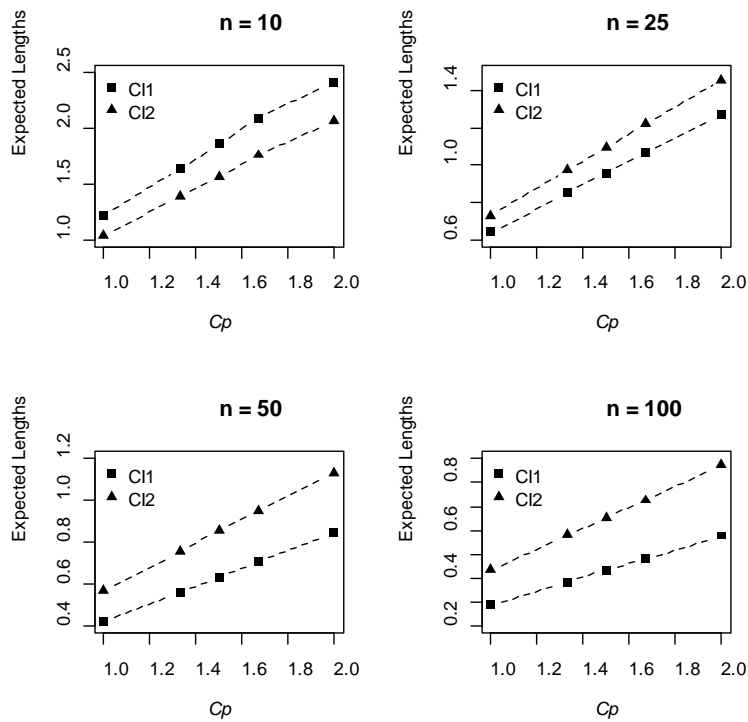 n = 10
Expected Lengths
2.5
2.0
1.5
1.0
CI1
CI2
1.0 1.2 1.4 1.6 1.8 2.0
Cp
n = 25
Expected Lengths
1.4
1.0
0.6
CI1
CI2
1.0 1.2 1.4 1.6 1.8 2.0
Cp
n = 50
Expected Lengths
1.2
1.0
0.8
0.6
0.4
CI1
CI2
1.0 1.2 1.4 1.6 1.8 2.0
Cp
n = 100
Expected Lengths
0.8
0.6
0.4
0.2
CI1
CI2
1.0 1.2 1.4 1.6 1.8 2.0
Cp